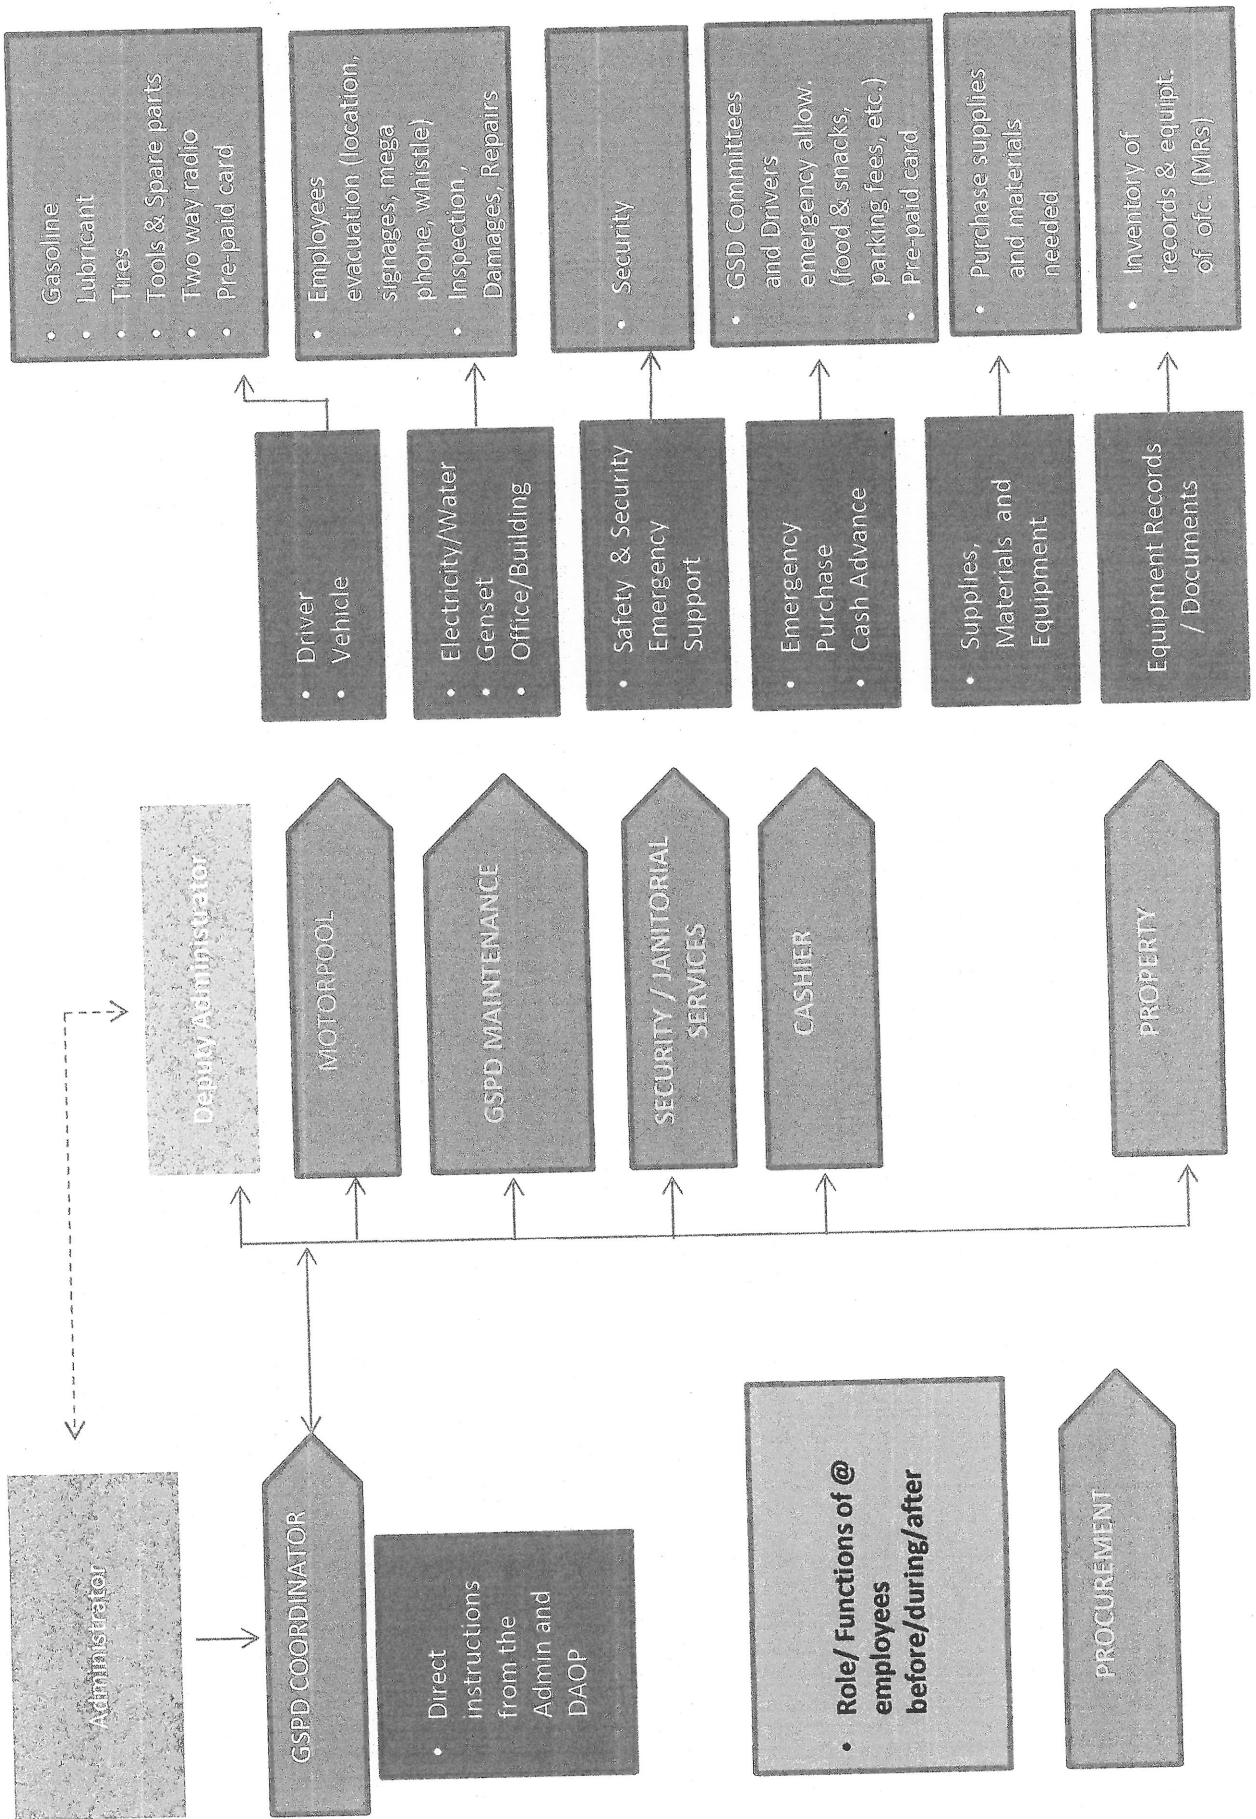 Administrator
Deputy Administrator
GSPD COORDINATOR
• Direct
instructions
from the
Admin and
DAOP
• Role/ Functions of @
employees
before/during/after
PROCUREMENT
MOTORPOOL
GSPD MAINTENANCE
SECURITY / JANITORIAL
SERVICES
CASHIER
PROPERTY
• Driver
• Vehicle
• Electricity/Water
• Genset
• Office/Building
• Safety & Security
Emergency
Support
• Emergency
Purchase
• Cash Advance
• Supplies,
Materials and
Equipment
Equipment Records
/ Documents
• Gasoline
• Lubricant
• Tires
• Tools & Spare parts
• Two way radio
• Pre-paid card
• Employees
evacuation (location,
signages, mega
phone, whistle)
• Inspection ,
Damages, Repairs
• Security
• GSD Committees
and Drivers
emergency allow.
(food & snacks,
parking fees, etc.)
• Pre-paid card
• Purchase supplies
and materials
needed
• Inventory of
records & equipt.
of ofc. (MRs)